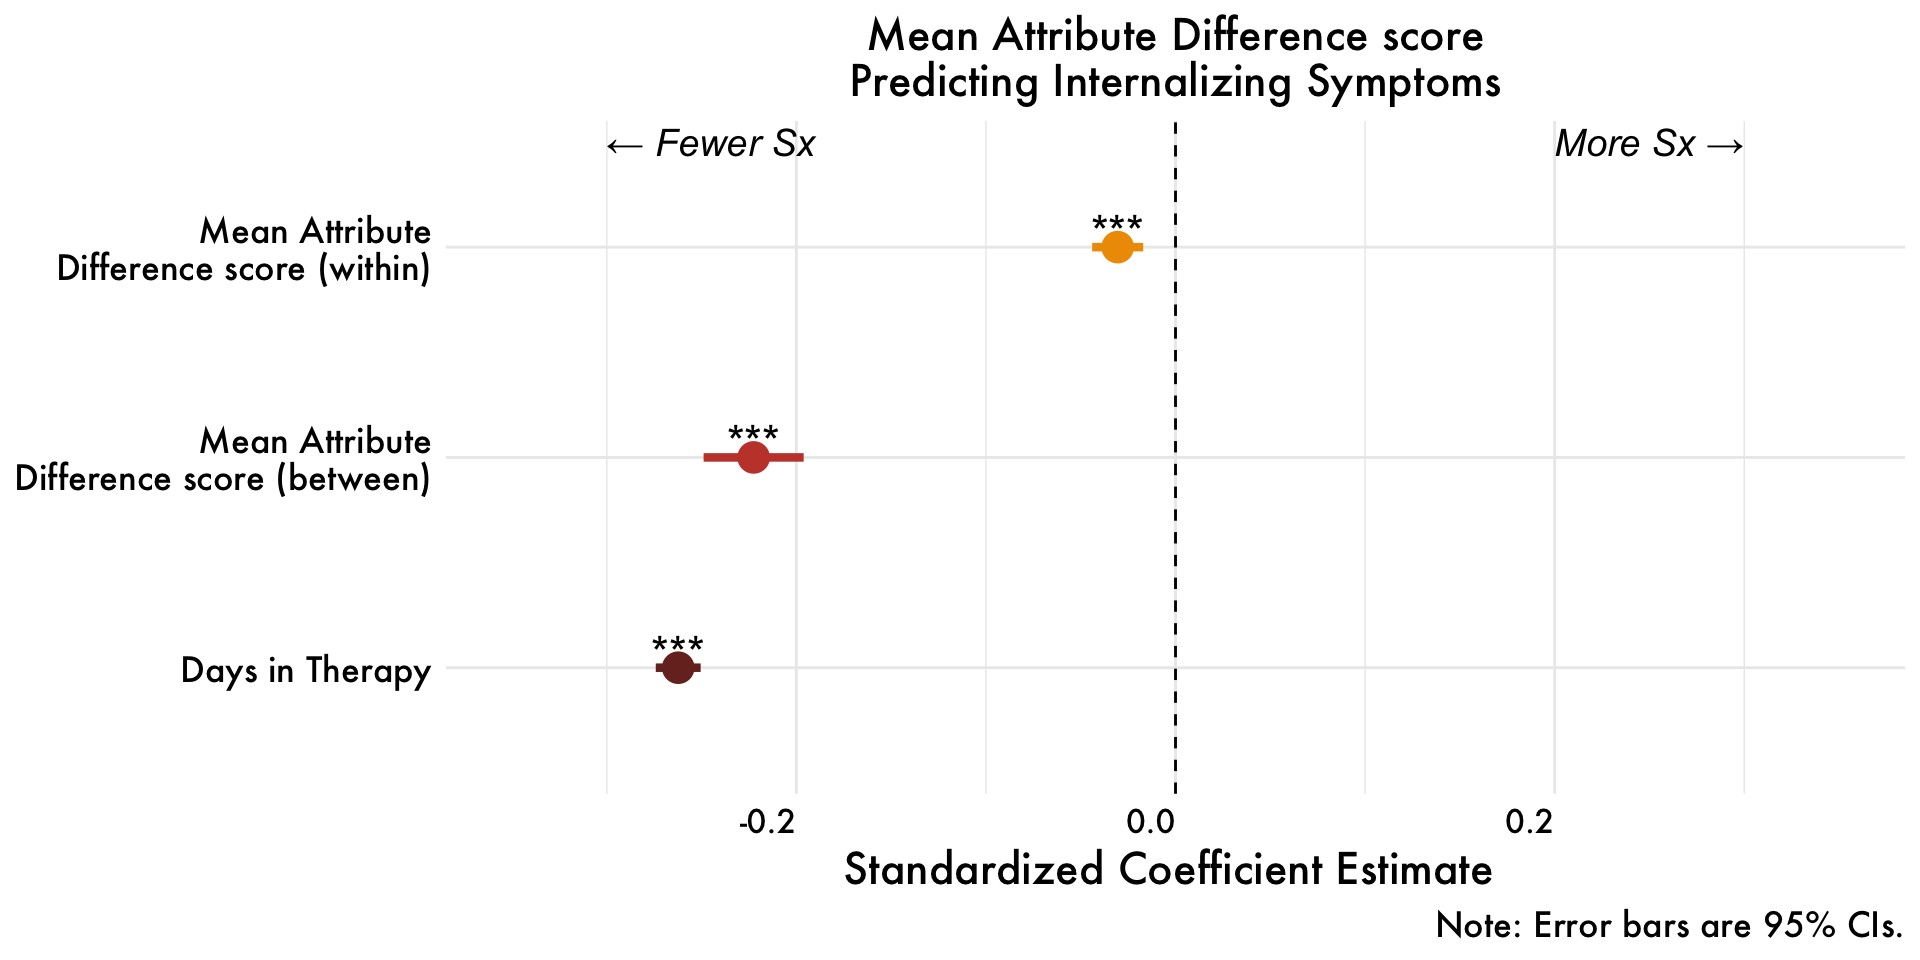 Mean Attribute Difference score
Predicting Internalizing Symptoms
← Fewer Sx
More Sx →
***
Mean Attribute
Difference score (within)
***
Mean Attribute
Difference score (between)
***
Days in Therapy
-0.2
0.0
0.2
Standardized Coefficient Estimate
Note: Error bars are 95% CIs.